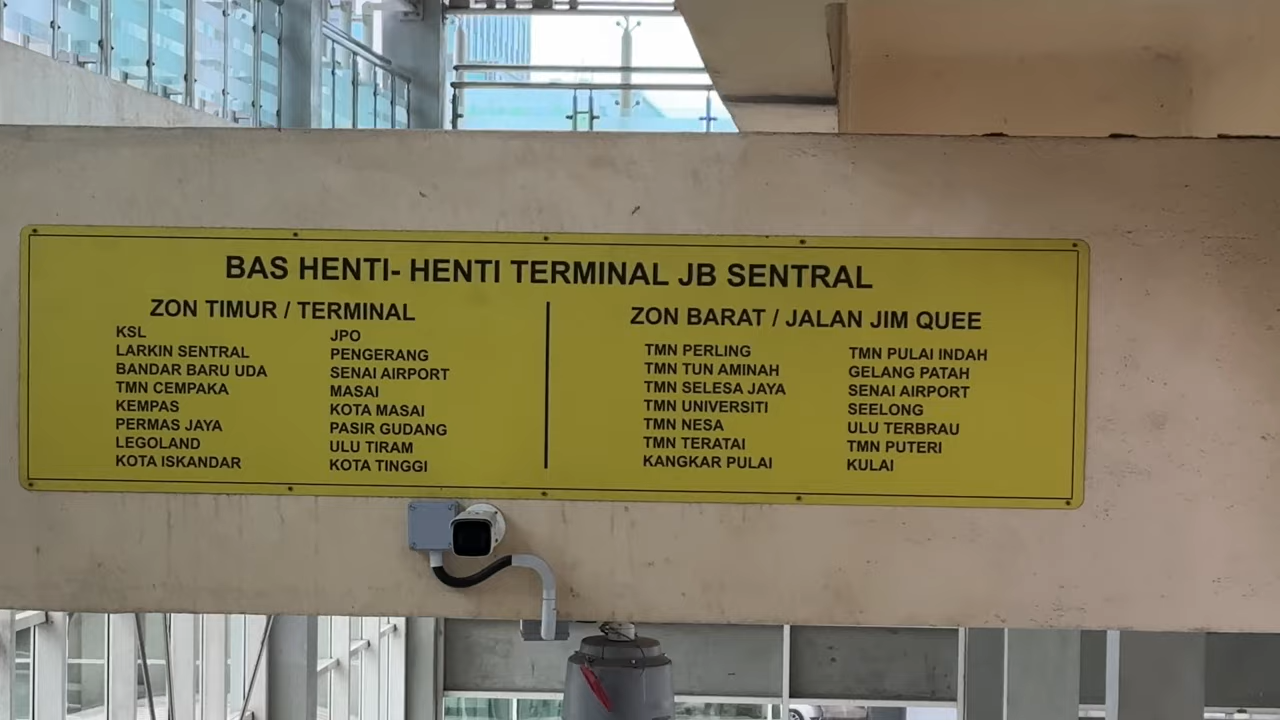 BAS HENTI- HENTI TERMINAL JB SENTRAL
ZON TIMUR / TERMINAL
KSL
LARKIN SENTRAL
BANDAR BARU UDA
TMN CEMPAKA
KEMPAS
PERMAS JAYA
LEGOLAND
KOTA ISKANDAR
JPO
PENGERANG
SENAI AIRPORT
MASAI
KOTA MASAI
PASIR GUDANG
ULU TIRAM
KOTA TINGGI
ZON BARAT / JALAN JIM QUEE
TMN PERLING
TMN TUN AMINAH
TMN SELESA JAYA
TMN UNIVERSITI
TMN NESA
TMN TERATAI
KANGKAR PULAI
TMN PULAI INDAH
GELANG PATAH
SENAI AIRPORT
SEELONG
ULU TERBRAU
TMN PUTERI
KULAI